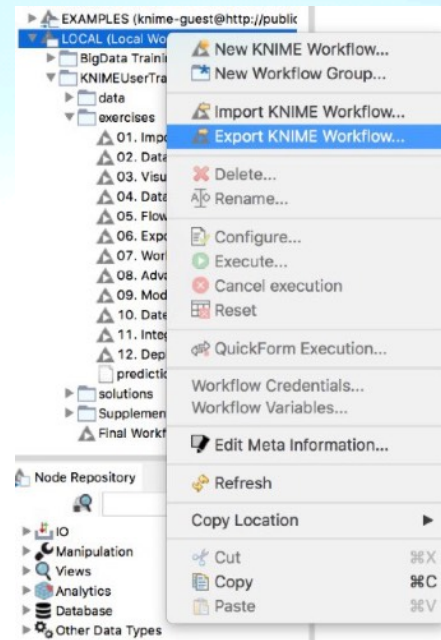 EXAMPLES (knime-guest@http://public
LOCAL (Local Wo
BigData Trainin
KNIMEUserTra
data
exercises
01. Impo
02. Data
03. Visu
04. Data
05. Flow
06. Expo
07. Wor
08. Adva
09. Mod
10. Date
11. Integ
12. Dep
predictic
solutions
Supplemen
Final Workf
New KNIME Workflow...
New Workflow Group...
Import KNIME Workflow...
Export KNIME Workflow...
Delete...
Rename...
Configure...
Execute...
Cancel execution
Reset
QuickForm Execution...
Workflow Credentials...
Workflow Variables...
Edit Meta Information...
Refresh
Copy Location
Cut ⌘X
Copy ⌘C
Paste ⌘V
Node Repository
IO
Manipulation
Views
Analytics
Database
Other Data Types